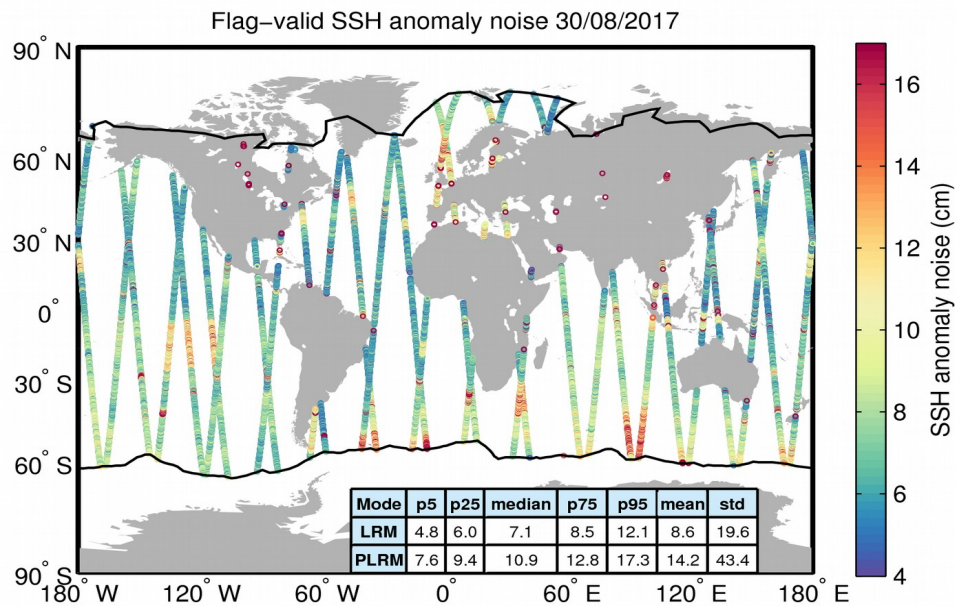 Flag-valid SSH anomaly noise 30/08/2017
90° N
60° N
30° N
0°
30° S
60° S
90° S
180° W 120° W 60° W 0° 60° E 120° E 180° E
Mode p5 p25 median p75 p95 mean std
LRM 4.8 6.0 7.1 8.5 12.1 8.6 19.6
PLRM 7.6 9.4 10.9 12.8 17.3 14.2 43.4
16
14
12
10
8
6
4
SSH anomaly noise (cm)